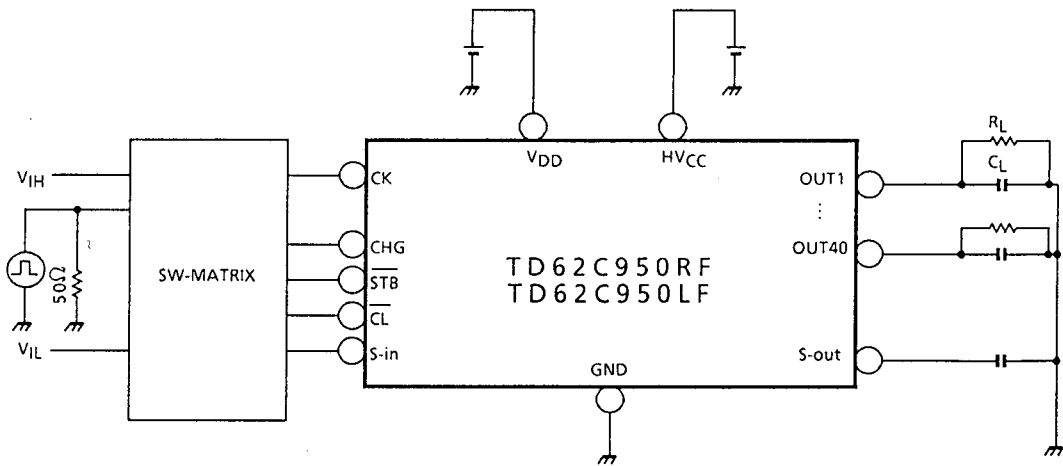 VDD
HVCC
RL
CL
VIH
CK
OUT1
⋮
CHG
OUT40
50Ω
SW-MATRIX
STB
TD62C950RF
TD62C950LF
CL
VIL
S-in
GND
S-out